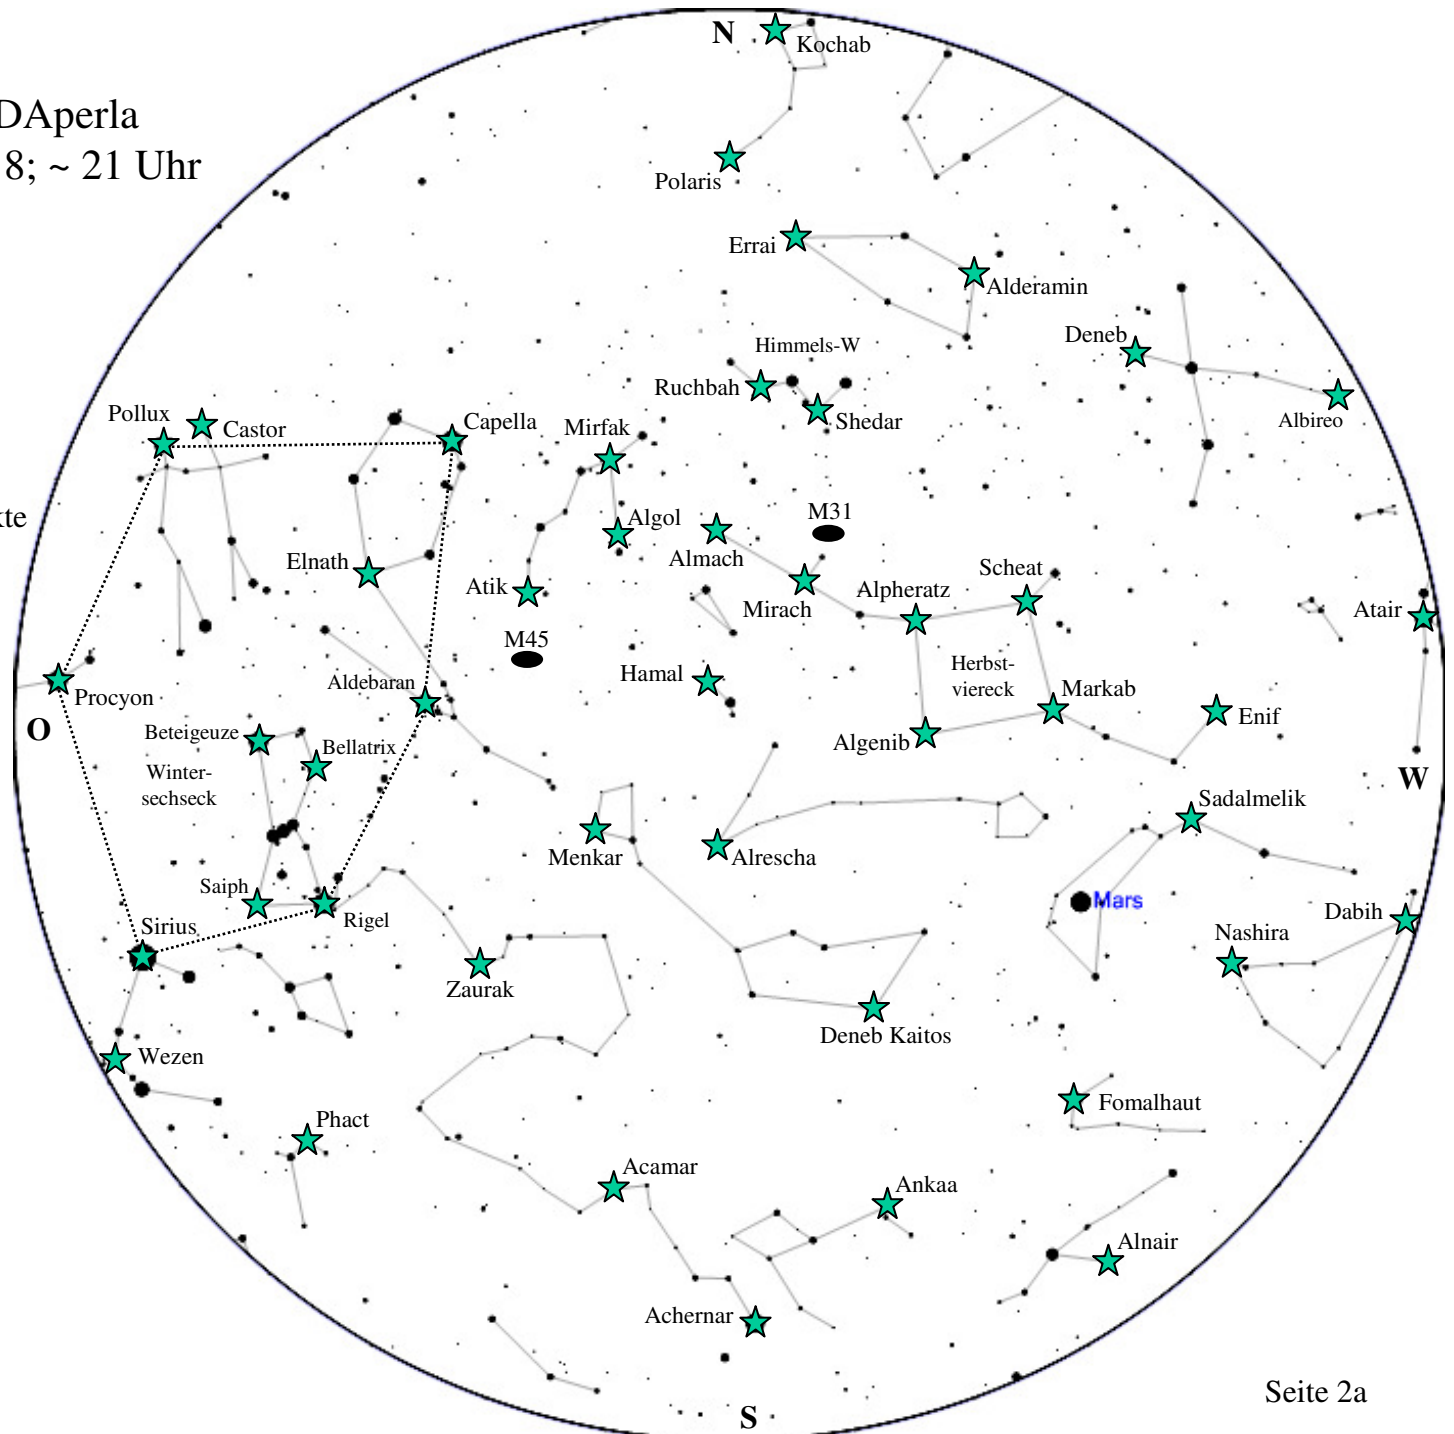 N
Kochab
DAperla
8; ~ 21 Uhr
Polaris
Errai
Alderamin
Deneb
Himmels-W
Ruchbah
Shedar
Albireo
Pollux
Castor
Capella
Mirfak
kte
Algol
M31
Almach
Elnath
Atik
Mirach
Alpheratz
Scheat
Atair
M45
Hamal
Herbst-
viereck
Aldebaran
Procyon
Markab
Enif
O
Beteigeuze
Bellatrix
Algenib
Winter-
sechseck
W
Sadalmelik
Menkar
Alrescha
Saiph
Rigel
Mars
Dabih
Sirius
Nashira
Zaurak
Deneb Kaitos
Wezen
Fomalhaut
Phact
Acamar
Ankaa
Alnair
Achernar
Seite 2a
S